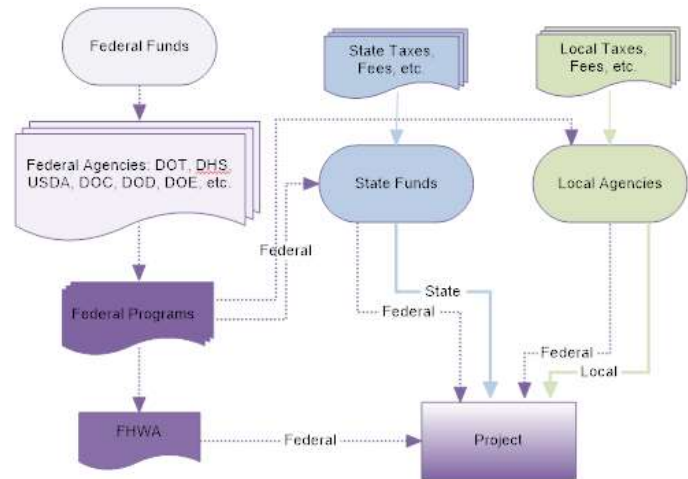 Federal Funds
State Taxes,
Fees, etc.
Local Taxes,
Fees, etc.
Federal Agencies: DOT, DHS,
USDA, DOC, DOD, DOE, etc.
State Funds
Local Agencies
Federal
Federal Programs
State
Federal
Federal
Local
FHWA
Federal
Project